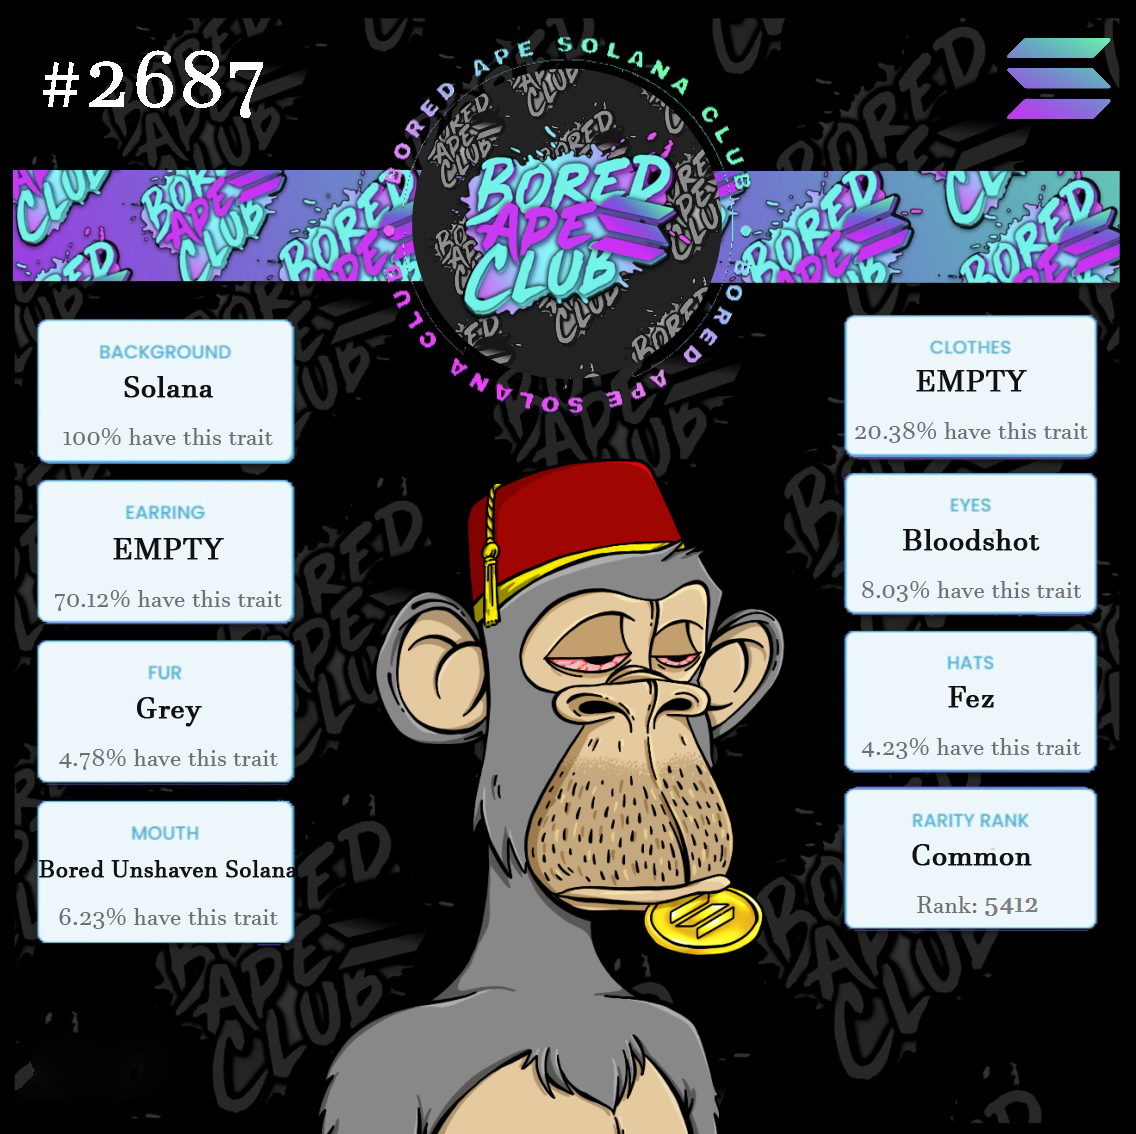 #2687
BORED APE SOLANA CLUB
BORED APE SOLANA CLUB
BORED
APE
CLUB
BACKGROUND
Solana
100% have this trait
EARRING
EMPTY
70.12% have this trait
FUR
Grey
4.78% have this trait
MOUTH
Bored Unshaven Solana
6.23% have this trait
CLOTHES
EMPTY
20.38% have this trait
EYES
Bloodshot
8.03% have this trait
HATS
Fez
4.23% have this trait
RARITY RANK
Common
Rank: 5412